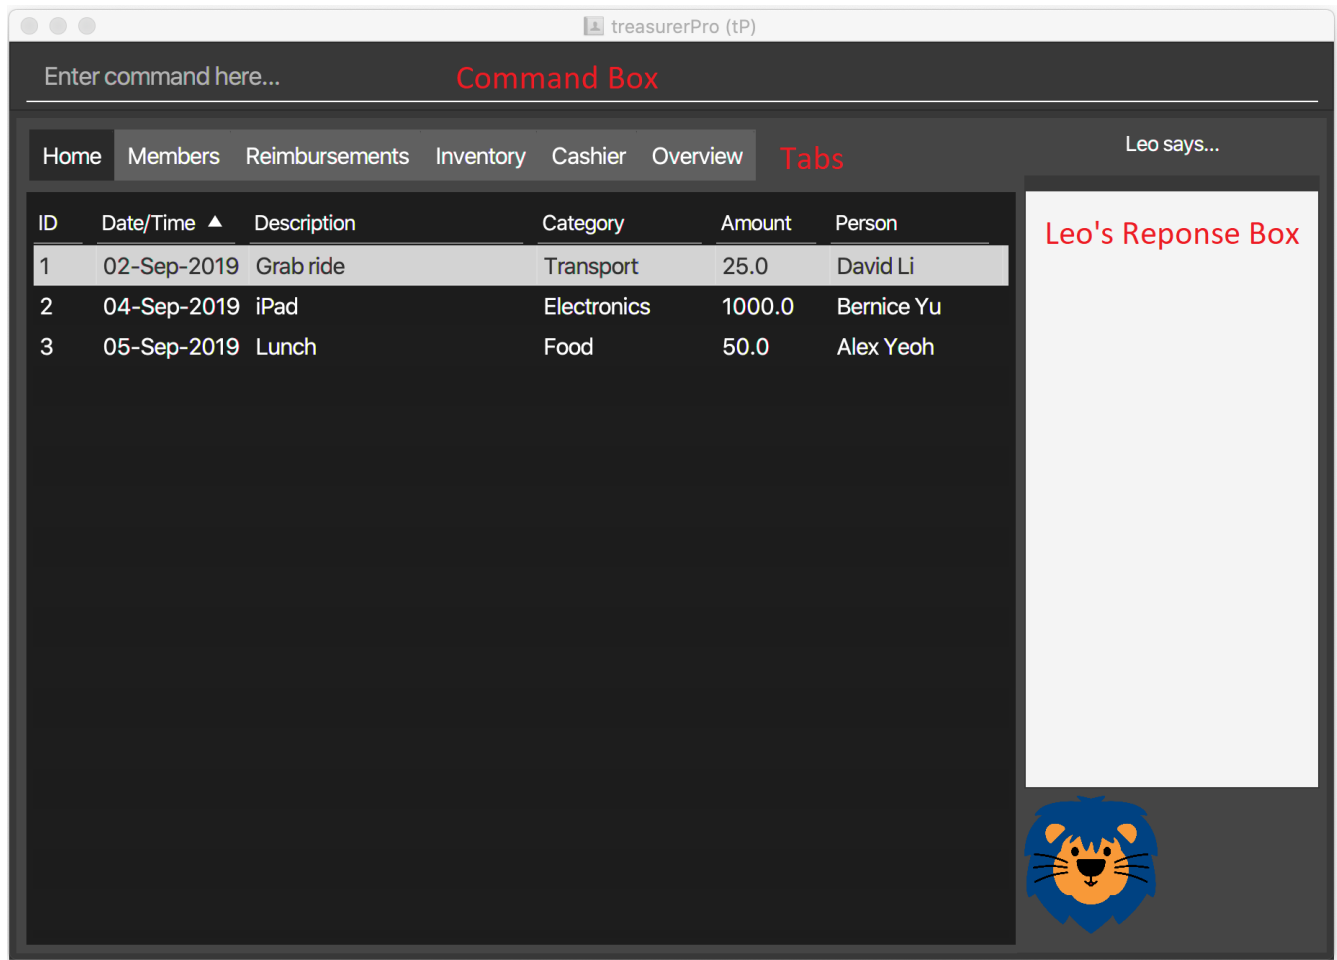 treasurerPro (tP)
Enter command here...
Command Box
Home Members Reimbursements Inventory Cashier Overview
Tabs
Leo says...
Leo's Reponse Box
ID Date/Time ▲ Description Category Amount Person
1 02-Sep-2019 Grab ride Transport 25.0 David Li
2 04-Sep-2019 iPad Electronics 1000.0 Bernice Yu
3 05-Sep-2019 Lunch Food 50.0 Alex Yeoh